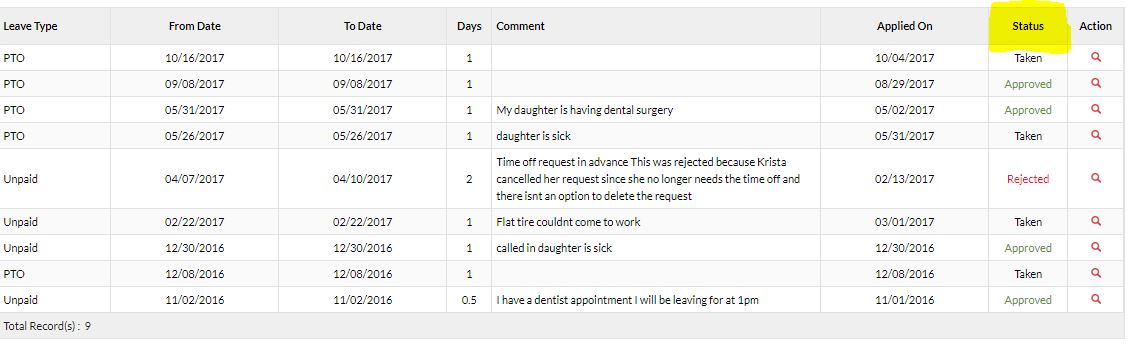 Leave Type From Date To Date Days Comment Applied On Status Action
PTO 10/16/2017 10/16/2017 1 10/04/2017 Taken
PTO 09/08/2017 09/08/2017 1 08/29/2017 Approved
PTO 05/31/2017 05/31/2017 1 My daughter is having dental surgery 05/02/2017 Approved
PTO 05/26/2017 05/26/2017 1 daughter is sick 05/31/2017 Taken
Time off request in advance This was rejected because Krista
Unpaid 04/07/2017 04/10/2017 2 cancelled her request since she no longer needs the time off and 02/13/2017 Rejected
there isnt an option to delete the request
Unpaid 02/22/2017 02/22/2017 1 Flat tire couldnt come to work 03/01/2017 Taken
Unpaid 12/30/2016 12/30/2016 1 called in daughter is sick 12/30/2016 Approved
PTO 12/08/2016 12/08/2016 1 12/08/2016 Taken
Unpaid 11/02/2016 11/02/2016 0.5 I have a dentist appointment I will be leaving for at 1pm 11/01/2016 Approved
Total Record(s) : 9